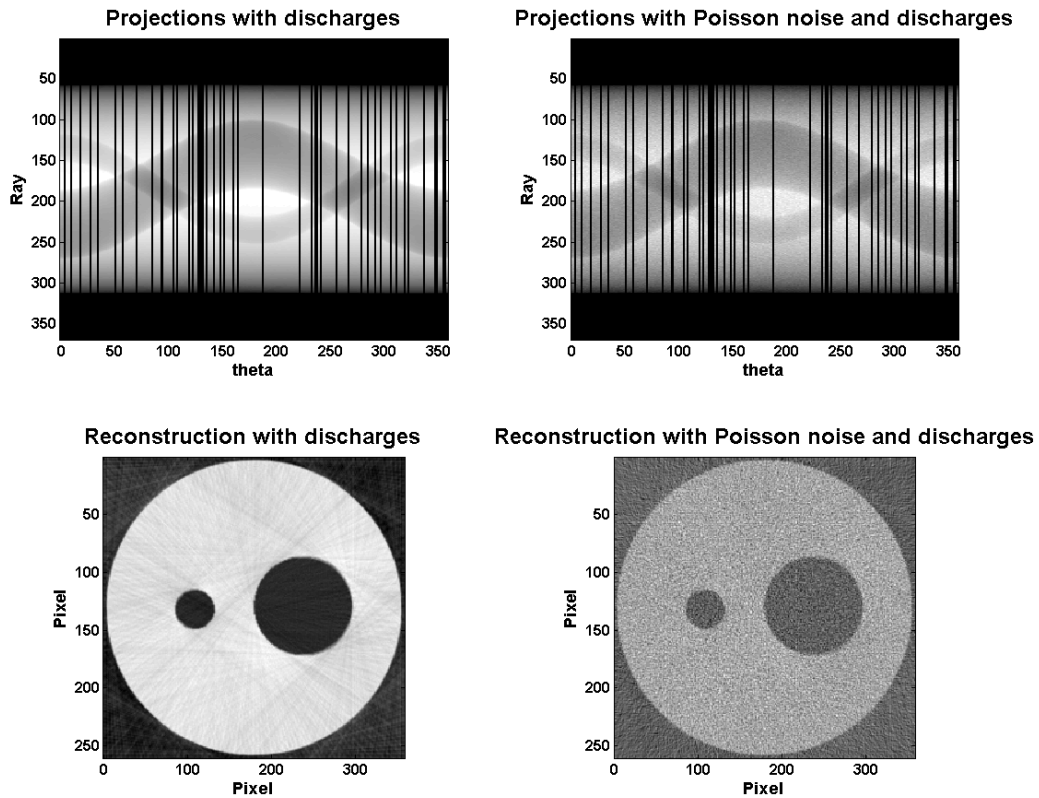 Projections with discharges
50
100
150
200
250
300
350
Ray
0 50 100 150 200 250 300 350
theta
Projections with Poisson noise and discharges
50
100
150
200
250
300
350
Ray
0 50 100 150 200 250 300 350
theta
Reconstruction with discharges
50
100
150
200
250
Pixel
0 100 200 300
Pixel
Reconstruction with Poisson noise and discharges
50
100
150
200
250
Pixel
0 100 200 300
Pixel